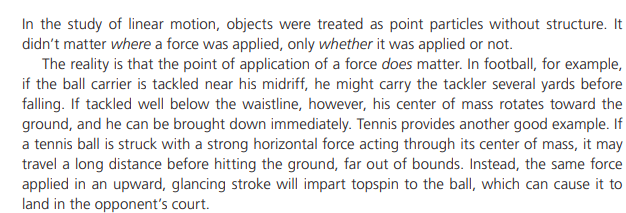 In the study of linear motion, objects were treated as point particles without structure. It
didn't matter where a force was applied, only whether it was applied or not.
The reality is that the point of application of a force does matter. In football, for example,
if the ball carrier is tackled near his midriff, he might carry the tackler several yards before
falling. If tackled well below the waistline, however, his center of mass rotates toward the
ground, and he can be brought down immediately. Tennis provides another good example. If
a tennis ball is struck with a strong horizontal force acting through its center of mass, it may
travel a long distance before hitting the ground, far out of bounds. Instead, the same force
applied in an upward, glancing stroke will impart topspin to the ball, which can cause it to
land in the opponent's court.